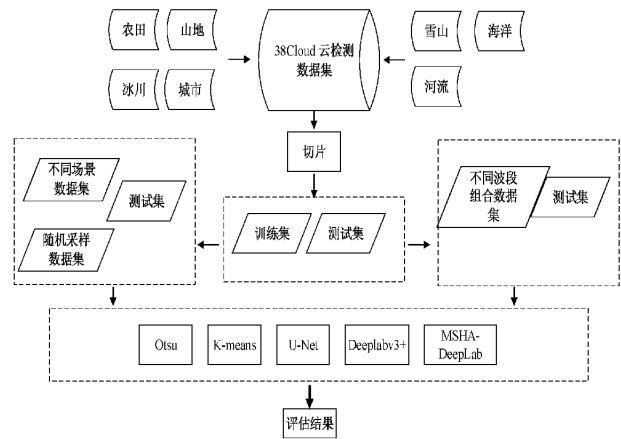 农田
山地
冰川
城市
38Cloud 云检测
数据集
雪山
海洋
河流
切片
不同场景
数据集
测试集
随机采样
数据集
训练集
测试集
不同波段
组合数据
集
测试集
Otsu
K-means
U-Net
Deeplabv3+
MSHA-
DeepLab
评估结果